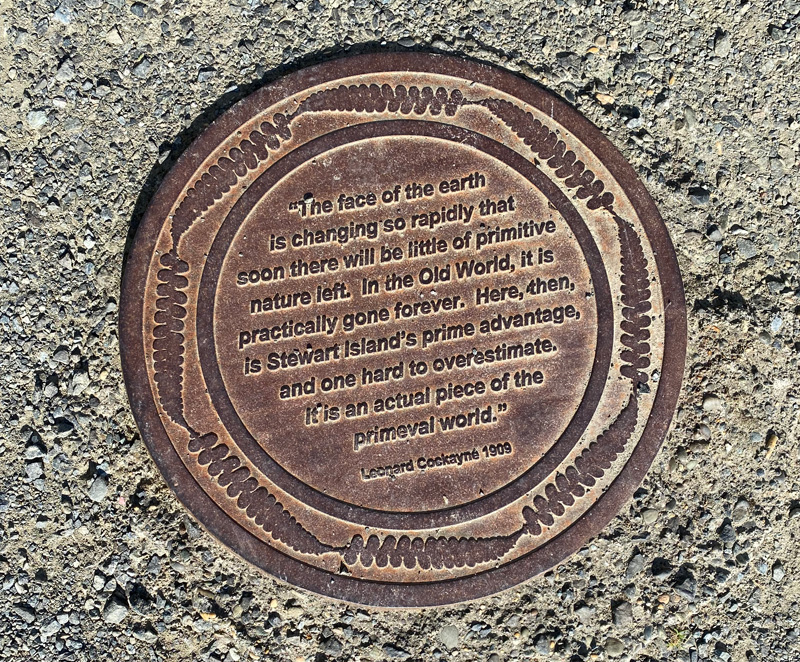 “The face of the earth
is changing so rapidly that
soon there will be little of primitive
nature left. In the Old World, it is
practically gone forever. Here, then,
is Stewart Island’s prime advantage,
and one hard to overestimate.
it is an actual piece of the
primeval world.”
Leonard Cockayne 1909